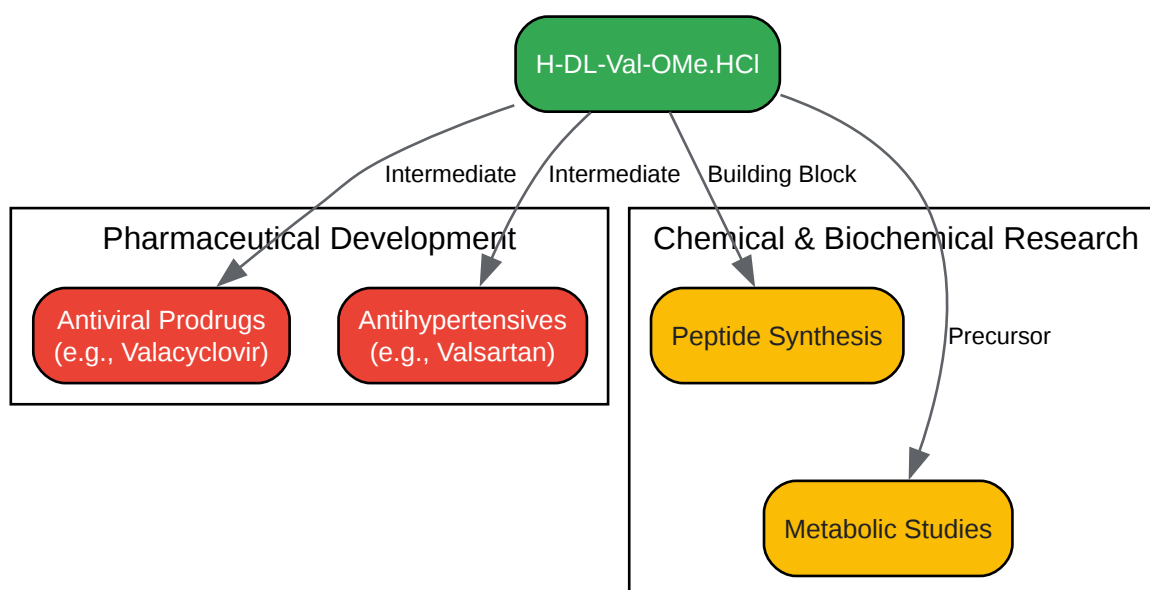 H-DL-Val-OMe.HCl
Intermediate
Intermediate
Building Block
Pharmaceutical Development
Chemical & Biochemical Research
Antiviral Prodrugs
(e.g., Valacyclovir)
Antihypertensives
(e.g., Valsartan)
Peptide Synthesis
Precursor
Metabolic Studies